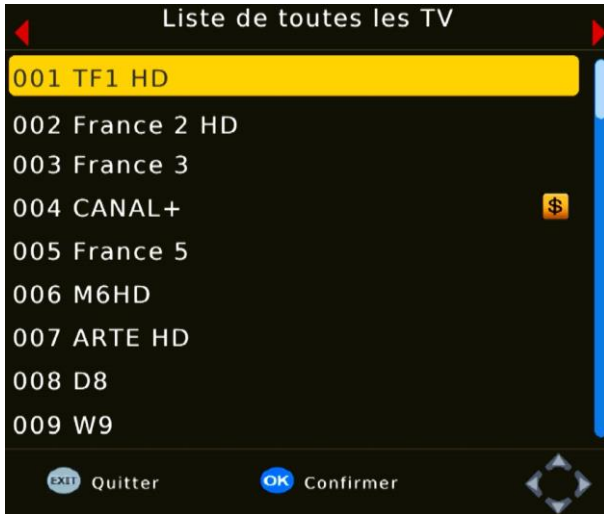 Liste de toutes les TV
001 TF1 HD
002 France 2 HD
003 France 3
004 CANAL+ $
005 France 5
006 M6HD
007 ARTE HD
008 D8
009 W9
EXIT Quitter OK Confirmer